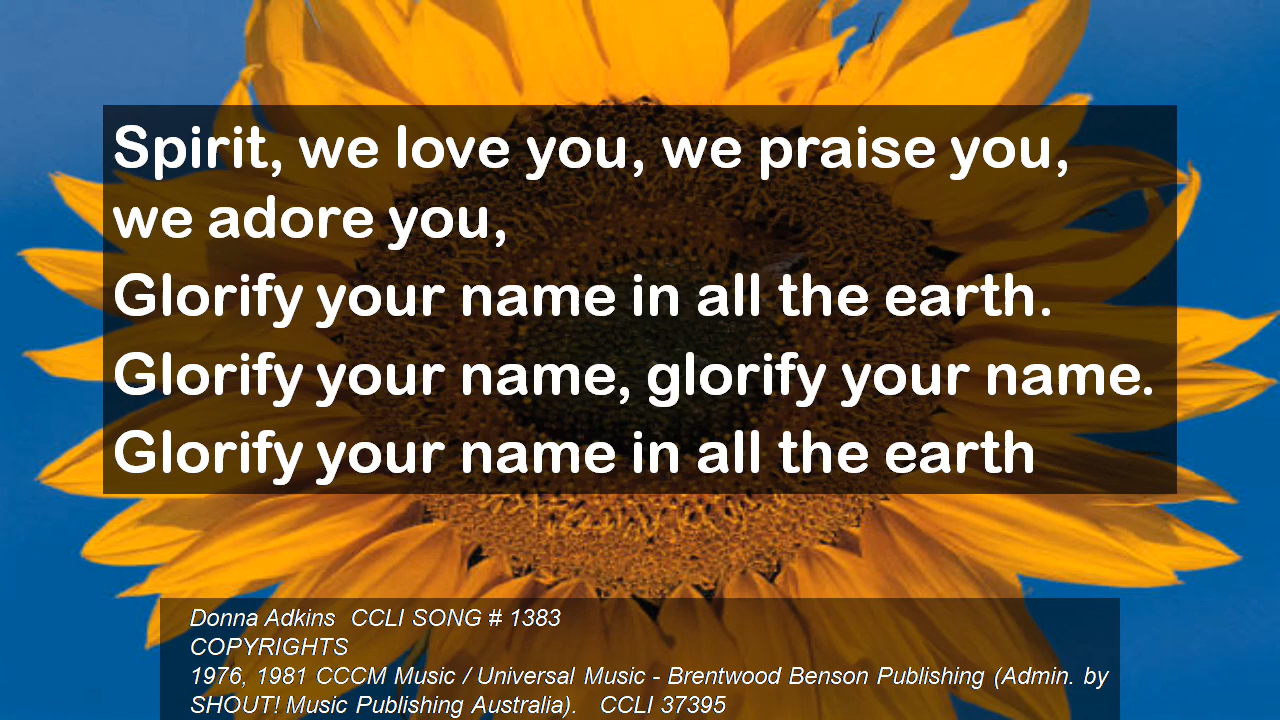 Spirit, we love you, we praise you,
we adore you,
Glorify your name in all the earth.
Glorify your name, glorify your name.
Glorify your name in all the earth
Donna Adkins  CCLI SONG # 1383
COPYRIGHTS
1976, 1981 CCCM Music / Universal Music - Brentwood Benson Publishing (Admin. by
SHOUT! Music Publishing Australia).   CCLI 37395